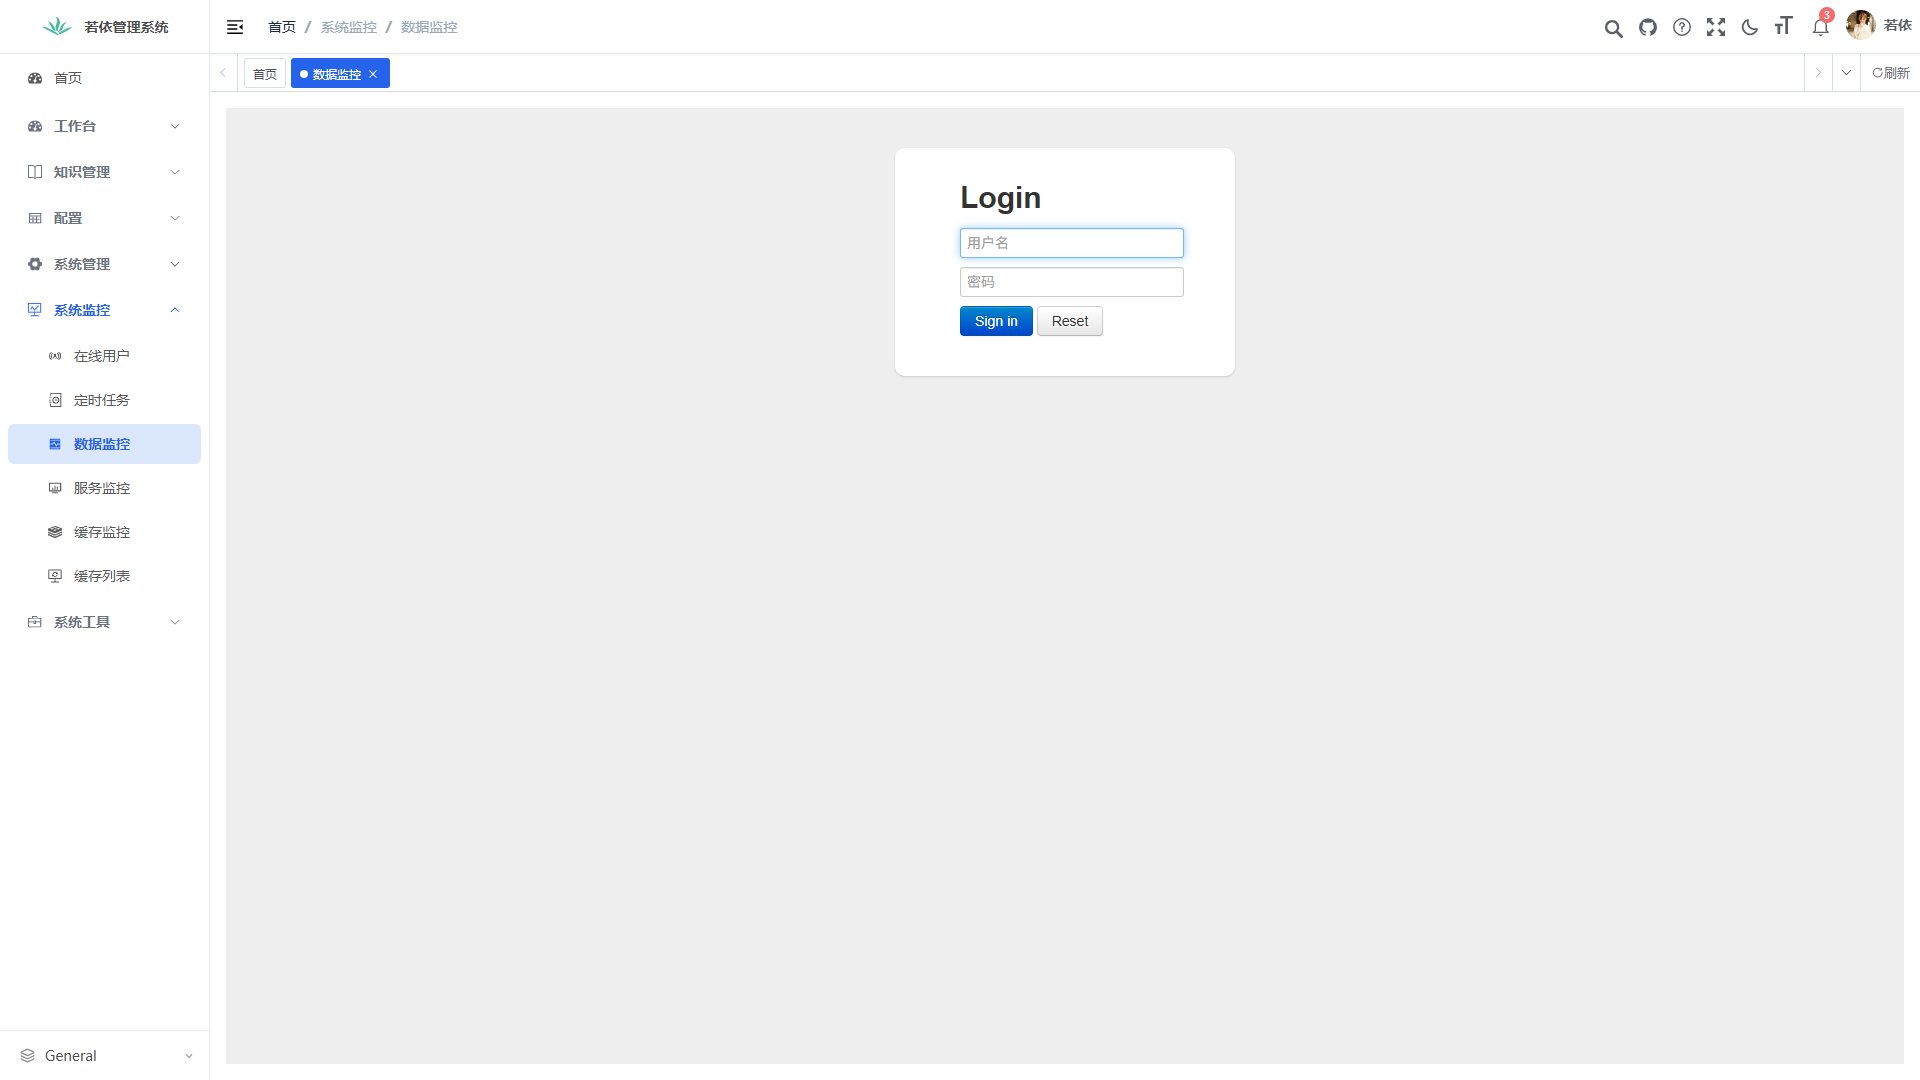 若依管理系统
首页 / 系统监控 / 数据监控
3
若依
首页
数据监控
刷新
首页
工作台
知识管理
配置
系统管理
系统监控
在线用户
定时任务
数据监控
服务监控
缓存监控
缓存列表
系统工具
General
Login
用户名
密码
Sign in
Reset